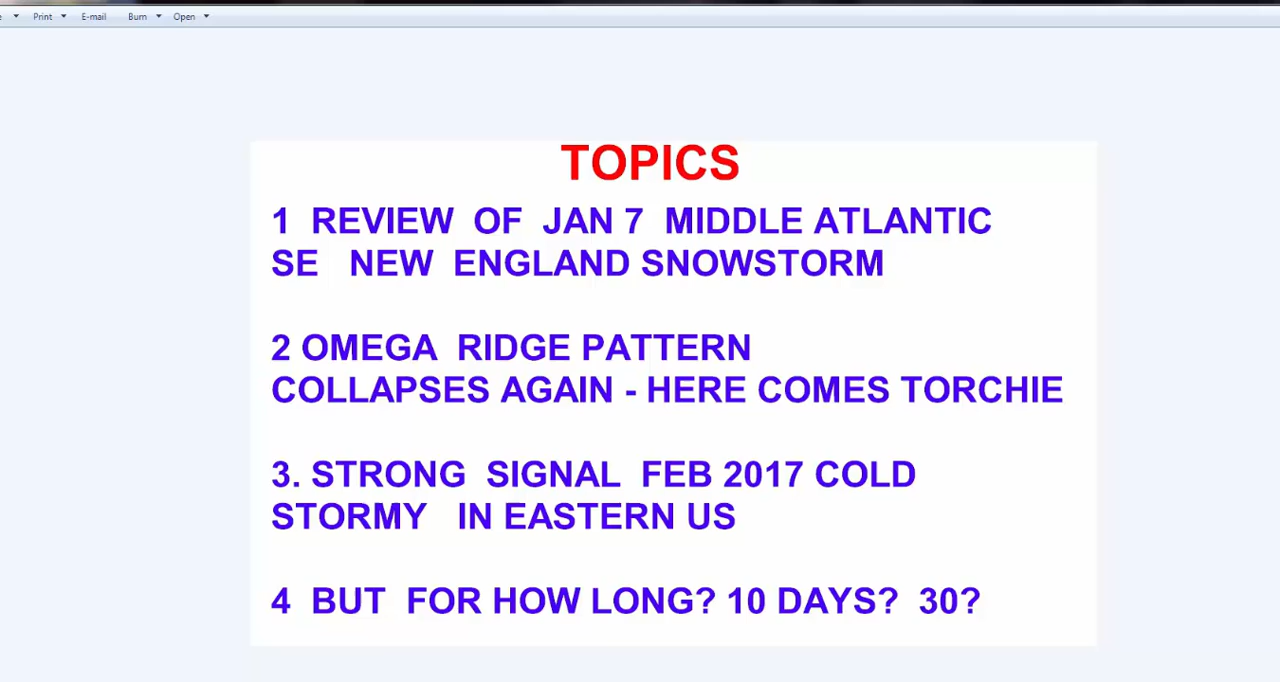 Print E-mail Burn Open
TOPICS
1 REVIEW OF JAN 7 MIDDLE ATLANTIC
SE NEW ENGLAND SNOWSTORM
2 OMEGA RIDGE PATTERN
COLLAPSES AGAIN - HERE COMES TORCHIE
3. STRONG SIGNAL FEB 2017 COLD
STORMY IN EASTERN US
4 BUT FOR HOW LONG? 10 DAYS? 30?